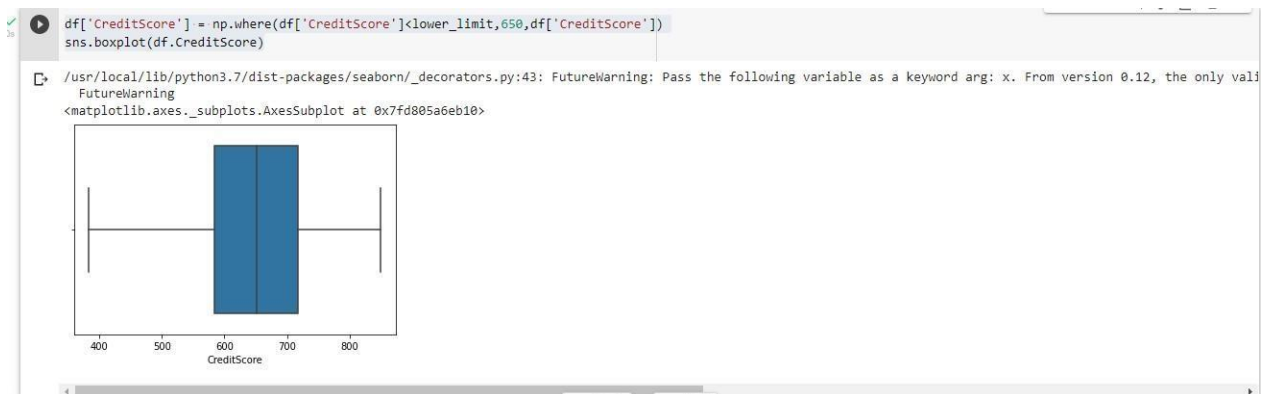 df['CreditScore'] = np.where(df['CreditScore']<lower_limit,650,df['CreditScore'])
sns.boxplot(df.CreditScore)
/usr/local/lib/python3.7/dist-packages/seaborn/_decorators.py:43: FutureWarning: Pass the following variable as a keyword arg: x. From version 0.12, the only vali
FutureWarning
<matplotlib.axes._subplots.AxesSubplot at 0x7fd805a6eb10>
400 500 600 700 800
CreditScore